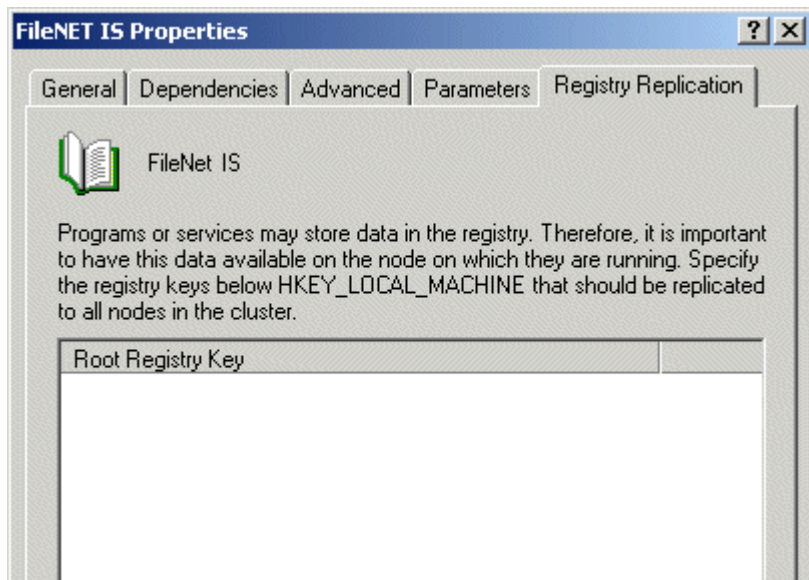 FileNET IS Properties
General Dependencies Advanced Parameters Registry Replication
FileNet IS
Programs or services may store data in the registry. Therefore, it is important
to have this data available on the node on which they are running. Specify
the registry keys below HKEY_LOCAL_MACHINE that should be replicated
to all nodes in the cluster.
Root Registry Key